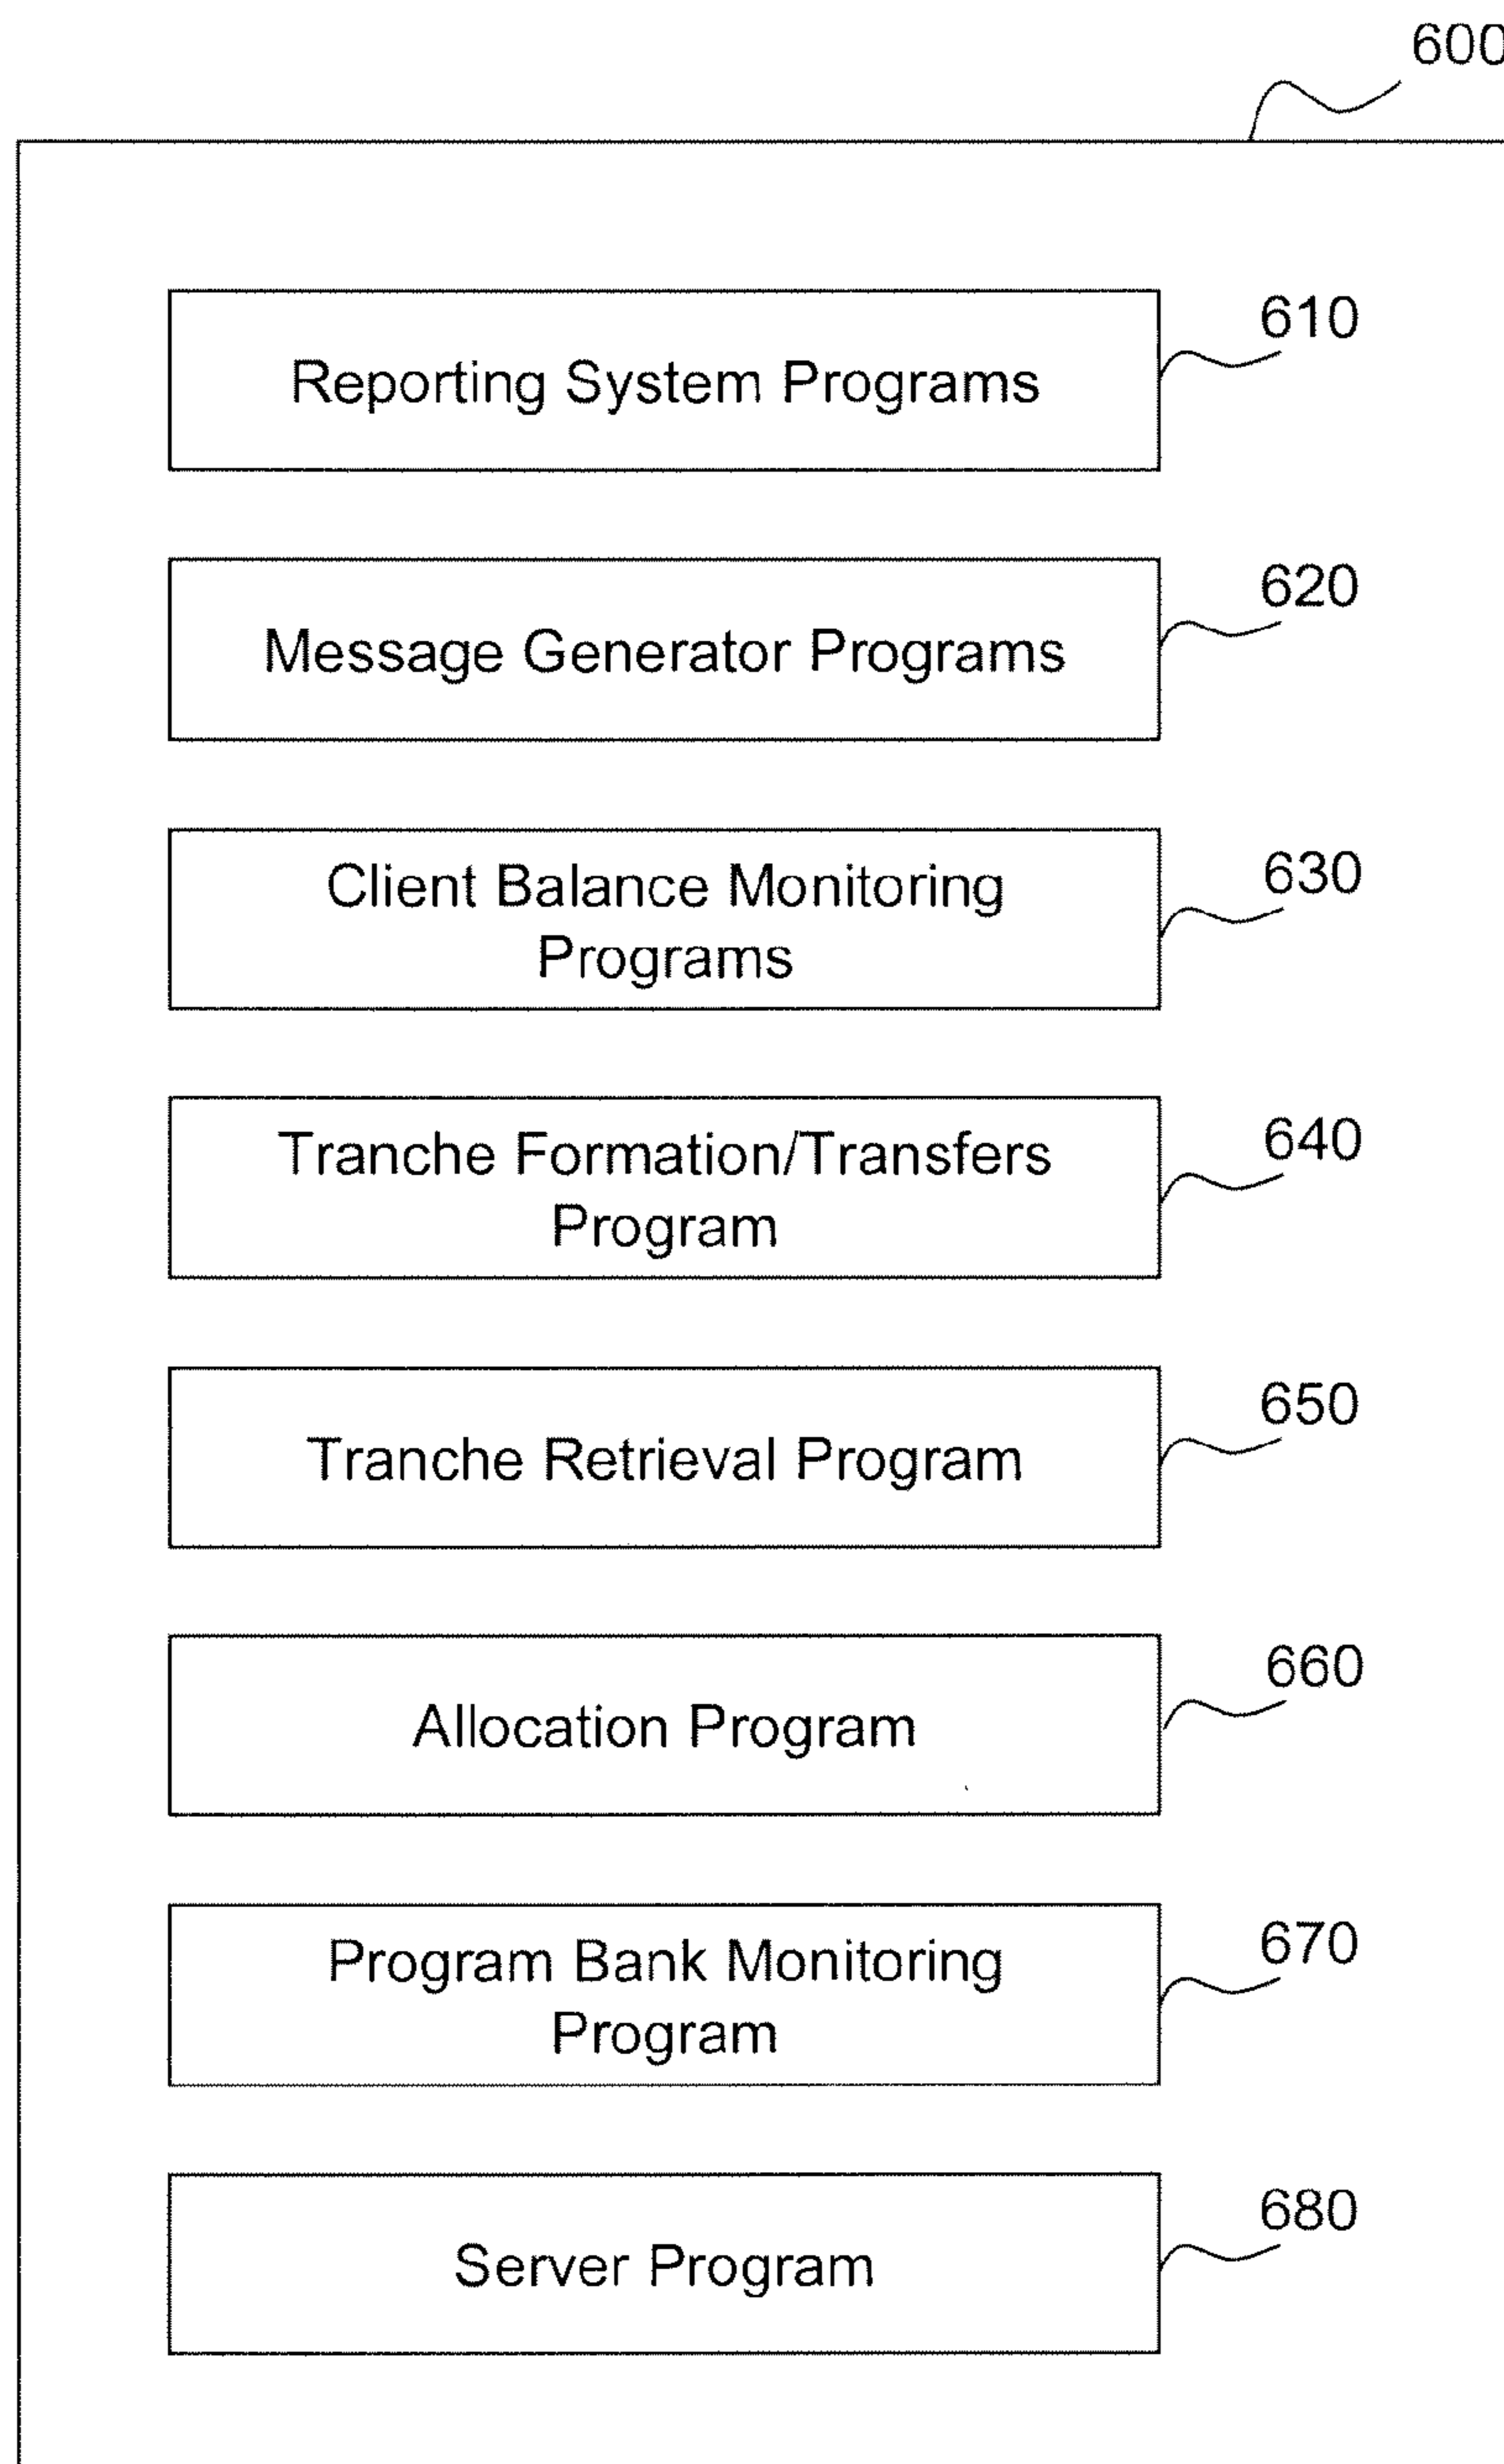 600
610
Reporting System Programs
620
Message Generator Programs
630
Client Balance Monitoring
Programs
640
Tranche Formation/Transfers
Program
650
Tranche Retrieval Program
660
Allocation Program
670
Program Bank Monitoring
Program
680
Server Program